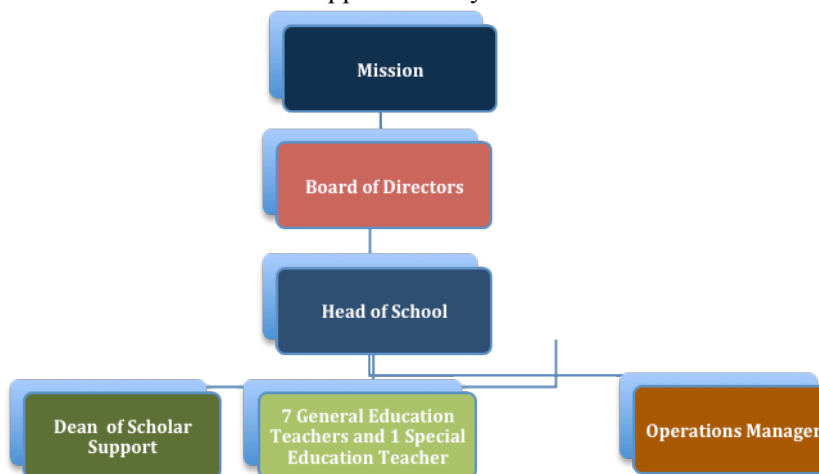 Mission
Board of Directors
Head of School
Dean of Scholar
Support
7 General Education
Teachers and 1 Special
Education Teacher
Operations Manager